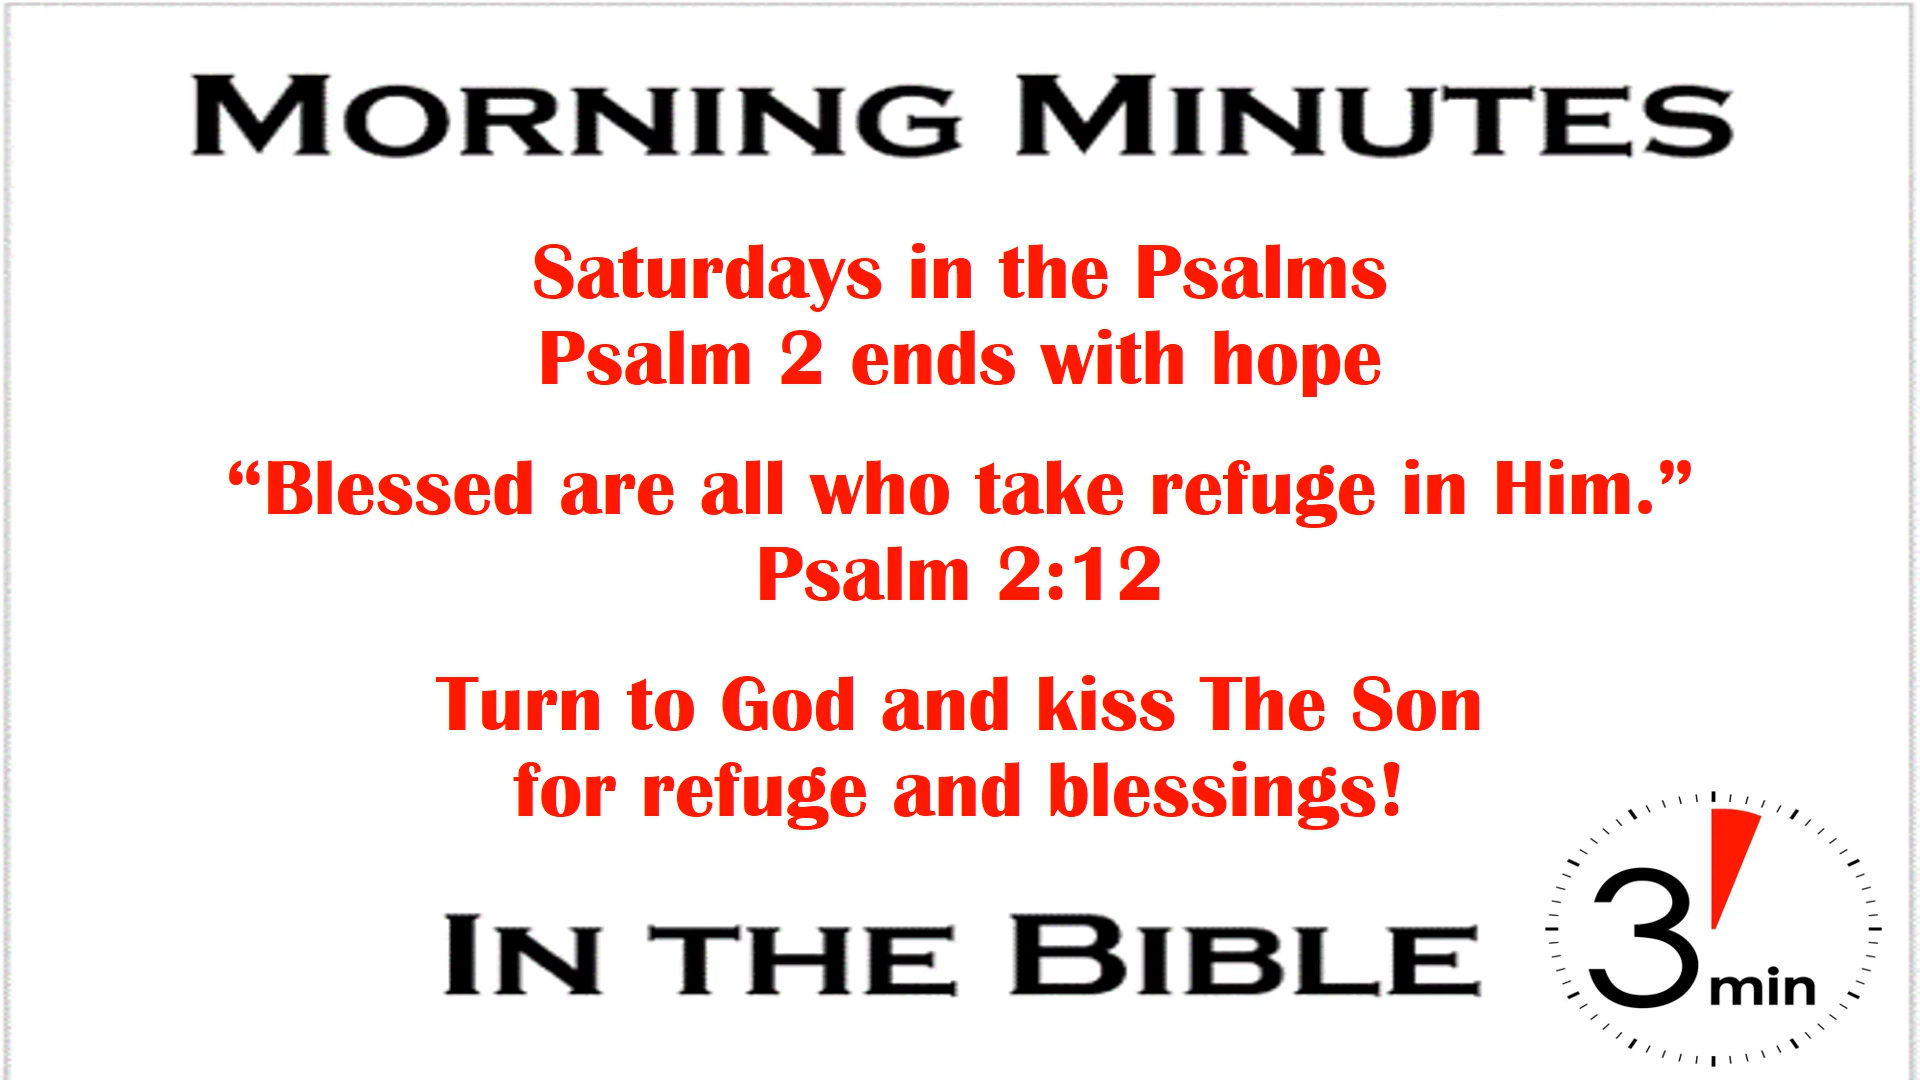 MORNING MINUTES
Saturdays in the Psalms
Psalm 2 ends with hope
“Blessed are all who take refuge in Him.”
Psalm 2:12
Turn to God and kiss The Son
for refuge and blessings!
IN THE BIBLE
3 min